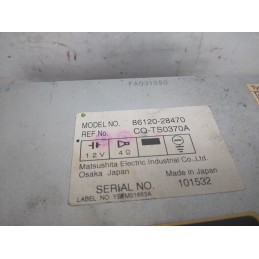 MODEL NO. 86120-28470
REF.No. CQ-TS0370A
12V 4Ω
Matsushita Electric Industrial Co.,Ltd.
Osaka Japan Made in Japan
SERIAL NO. 101532
LABEL NO.